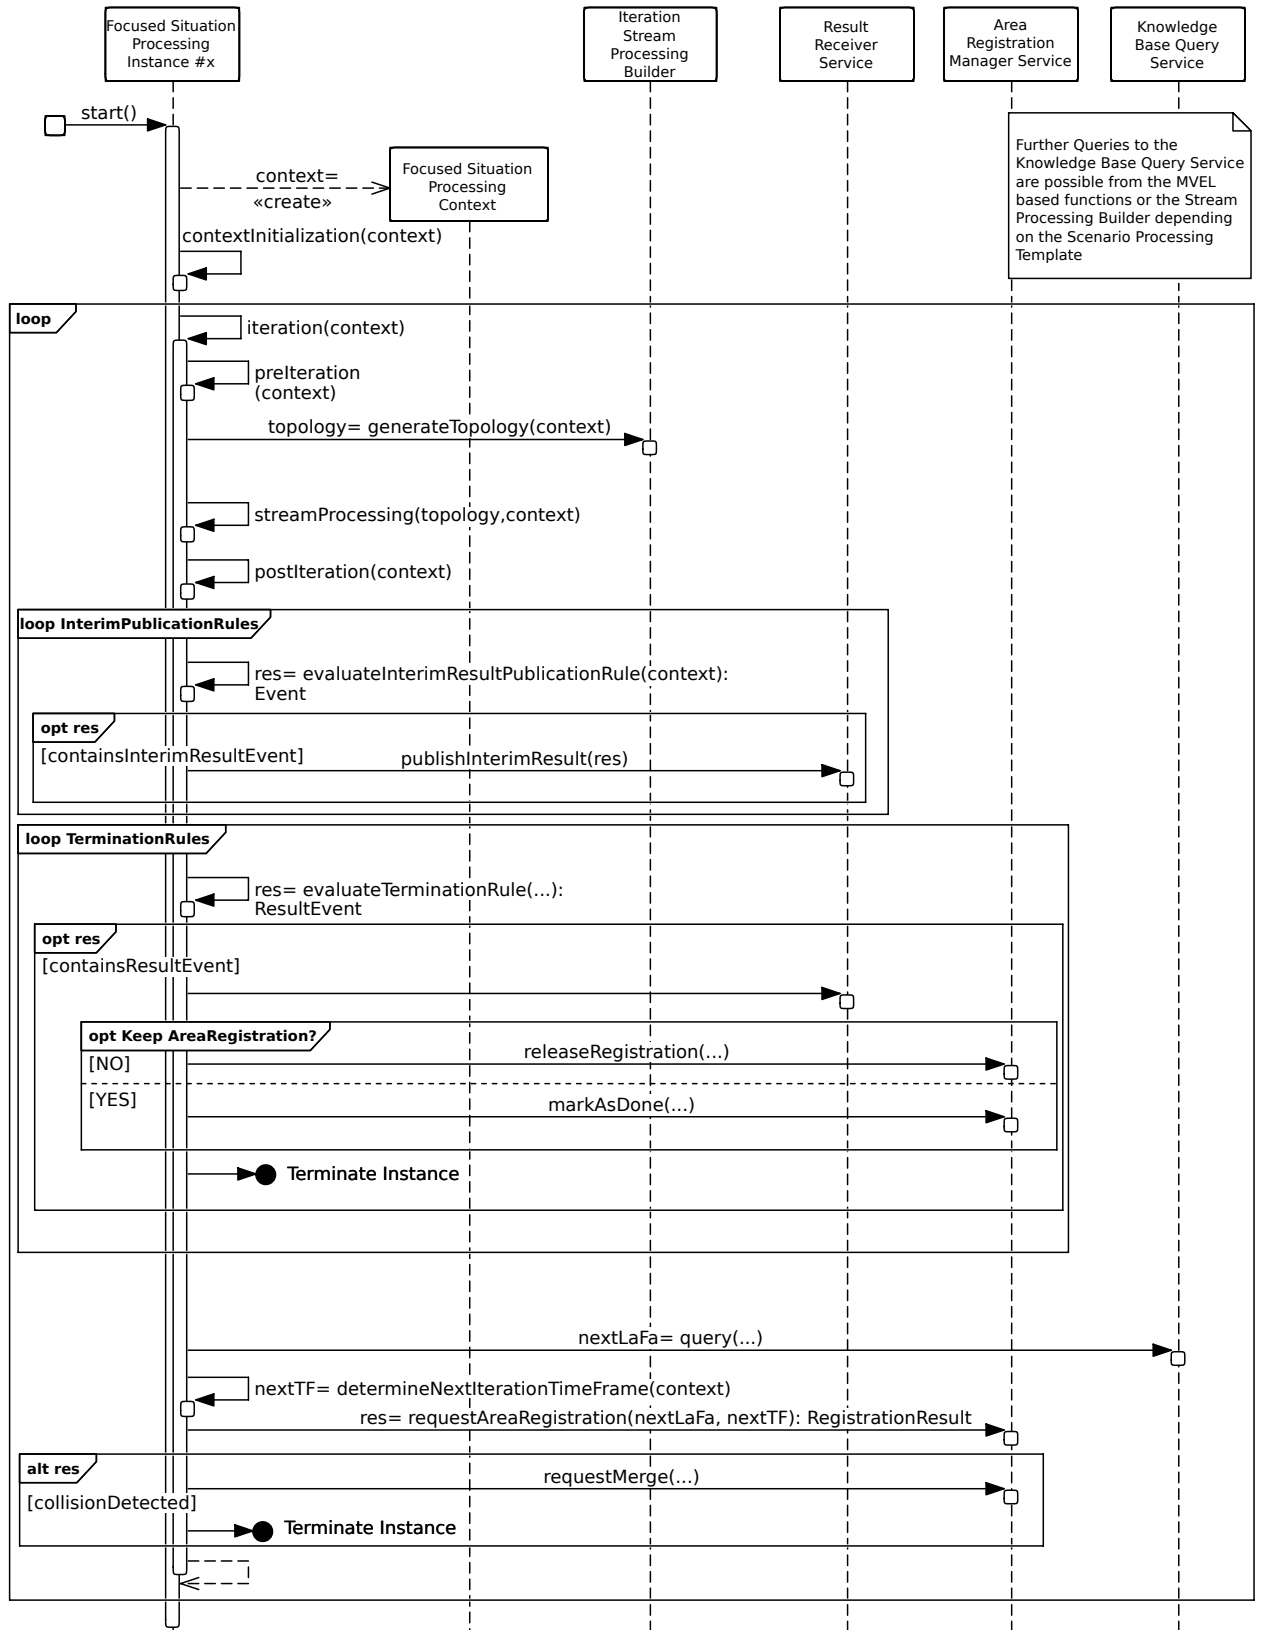 Focused Situation
Processing
Instance #x
Iteration
Stream
Processing
Builder
Result
Receiver
Service
Area
Registration
Manager Service
Knowledge
Base Query
Service
start()
Further Queries to the
Knowledge Base Query Service
are possible from the MVEL
based functions or the Stream
Processing Builder depending
on the Scenario Processing
Template
context=
«create»
Focused Situation
Processing
Context
contextInitialization(context)
loop
iteration(context)
preIteration
(context)
topology= generateTopology(context)
streamProcessing(topology,context)
postIteration(context)
loop InterimPublicationRules
res= evaluateInterimResultPublicationRule(context):
Event
opt res
[containsInterimResultEvent]
publishInterimResult(res)
loop TerminationRules
res= evaluateTerminationRule(...):
ResultEvent
opt res
[containsResultEvent]
opt Keep AreaRegistration?
[NO]
releaseRegistration(...)
[YES]
markAsDone(...)
Terminate Instance
nextLaFa= query(...)
nextTF= determineNextIterationTimeFrame(context)
res= requestAreaRegistration(nextLaFa, nextTF): RegistrationResult
alt res
requestMerge(...)
[collisionDetected]
Terminate Instance